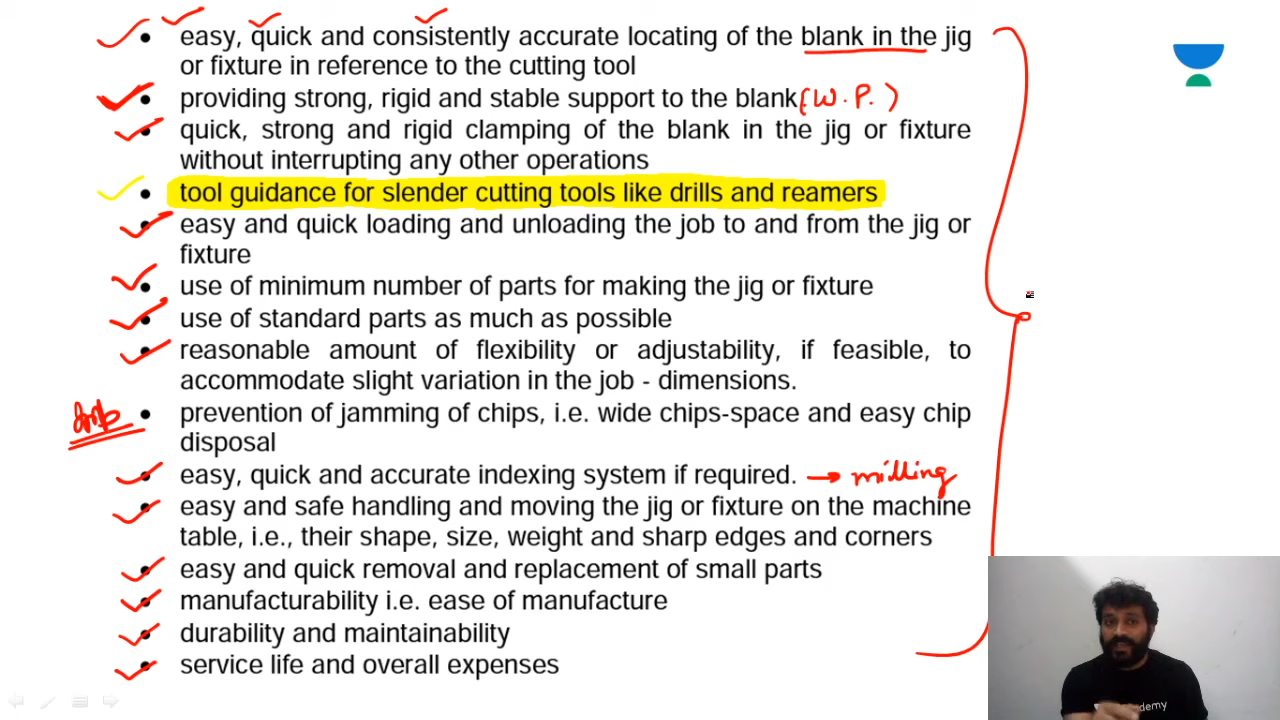 • easy, quick and consistently accurate locating of the blank in the jig
or fixture in reference to the cutting tool
• providing strong, rigid and stable support to the blank (W.P.)
• quick, strong and rigid clamping of the blank in the jig or fixture
without interrupting any other operations
• tool guidance for slender cutting tools like drills and reamers
• easy and quick loading and unloading the job to and from the jig or
fixture
• use of minimum number of parts for making the jig or fixture
• use of standard parts as much as possible
• reasonable amount of flexibility or adjustability, if feasible, to
accommodate slight variation in the job - dimensions.
Imp • prevention of jamming of chips, i.e. wide chips-space and easy chip
disposal
• easy, quick and accurate indexing system if required. → milling
• easy and safe handling and moving the jig or fixture on the machine
table, i.e., their shape, size, weight and sharp edges and corners
• easy and quick removal and replacement of small parts
• manufacturability i.e. ease of manufacture
• durability and maintainability
• service life and overall expenses